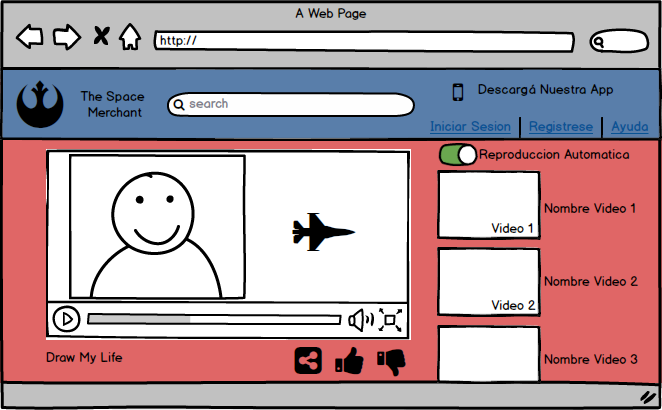 A Web Page
http://
The Space
Merchant
search
Descargá Nuestra App
Iniciar Sesion
Registrese
Ayuda
Reproduccion Automatica
Video 1
Nombre Video 1
Video 2
Nombre Video 2
Nombre Video 3
Draw My Life